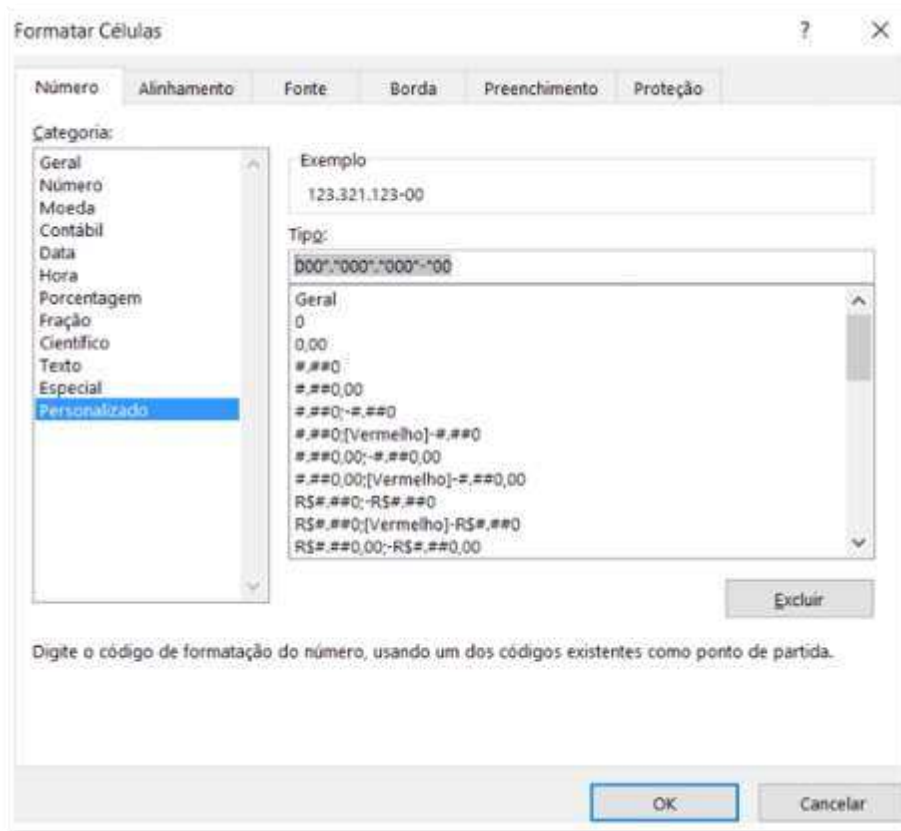 Formatar Células ? ×
Número Alinhamento Fonte Borda Preenchimento Proteção
Categoria:
Geral
Número
Moeda
Contábil
Data
Hora
Porcentagem
Fração
Científico
Texto
Especial
Personalizado
Exemplo
123.321.123-00
Tipo:
000"."000"."000"-"00
Geral
0
0,00
#.##0
#.##0,00
#.##0;-#.##0
#.##0;[Vermelho]-#.##0
#.##0,00;-#.##0,00
#.##0,00;[Vermelho]-#.##0,00
R$#.##0;-R$#.##0
R$#.##0;[Vermelho]-R$#.##0
R$#.##0,00;-R$#.##0,00
Excluir
Digite o código de formatação do número, usando um dos códigos existentes como ponto de partida.
OK Cancelar